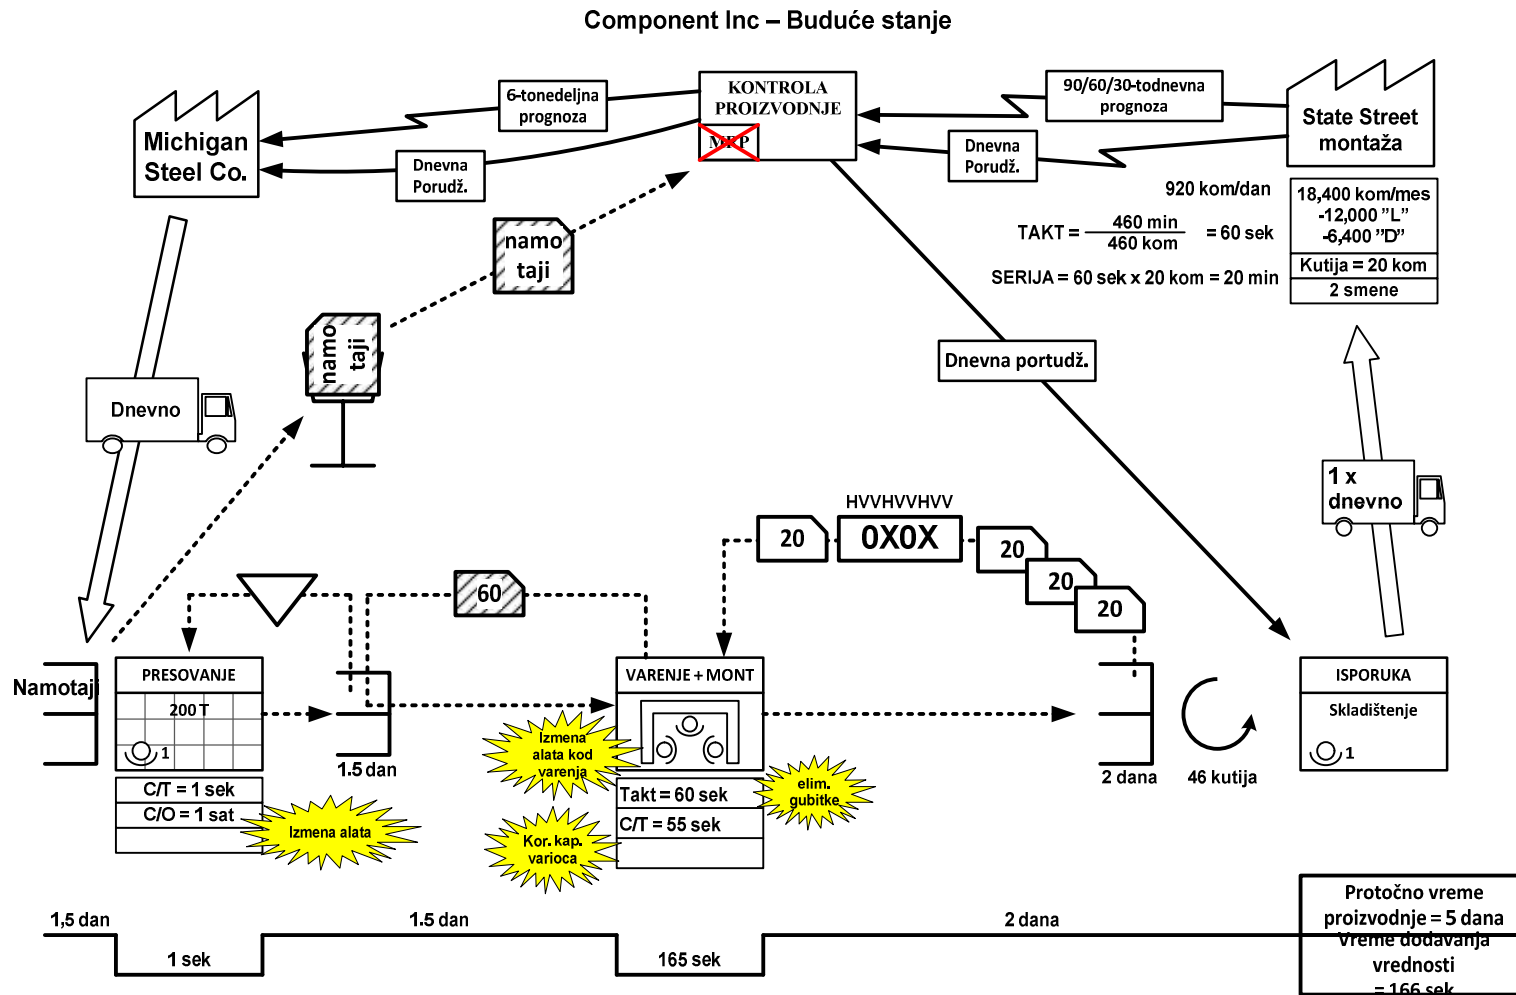 Component Inc – Buduće stanje
Michigan
Steel Co.
6-tonedeljna
prognoza
Dnevna
Porudž.
KONTROLA
PROIZVODNJE
MRP
90/60/30-todnevna
prognoza
Dnevna
Porudž.
State Street
montaža
920 kom/dan
TAKT = 460 min / 460 kom = 60 sek
SERIJA = 60 sek x 20 kom = 20 min
18,400 kom/mes
-12,000 ”L”
-6,400 ”D”
Kutija = 20 kom
2 smene
namo
taji
namo
taji
Dnevno
Dnevna portudž.
1 x
dnevno
HVVHVVHVV
20
0X0X
20
20
20
60
Namotaji
PRESOVANJE
200 T
1
C/T = 1 sek
C/O = 1 sat
Izmena alata
1.5 dan
VARENJE + MONT
Izmena
alata kod
varenja
Takt = 60 sek
C/T = 55 sek
elim.
gubitke
Kor. kap.
varioca
2 dana
46 kutija
ISPORUKA
Skladištenje
1
1,5 dan
1 sek
1.5 dan
165 sek
2 dana
Protočno vreme
proizvodnje = 5 dana
Vreme dodavanja
vrednosti
= 166 sek